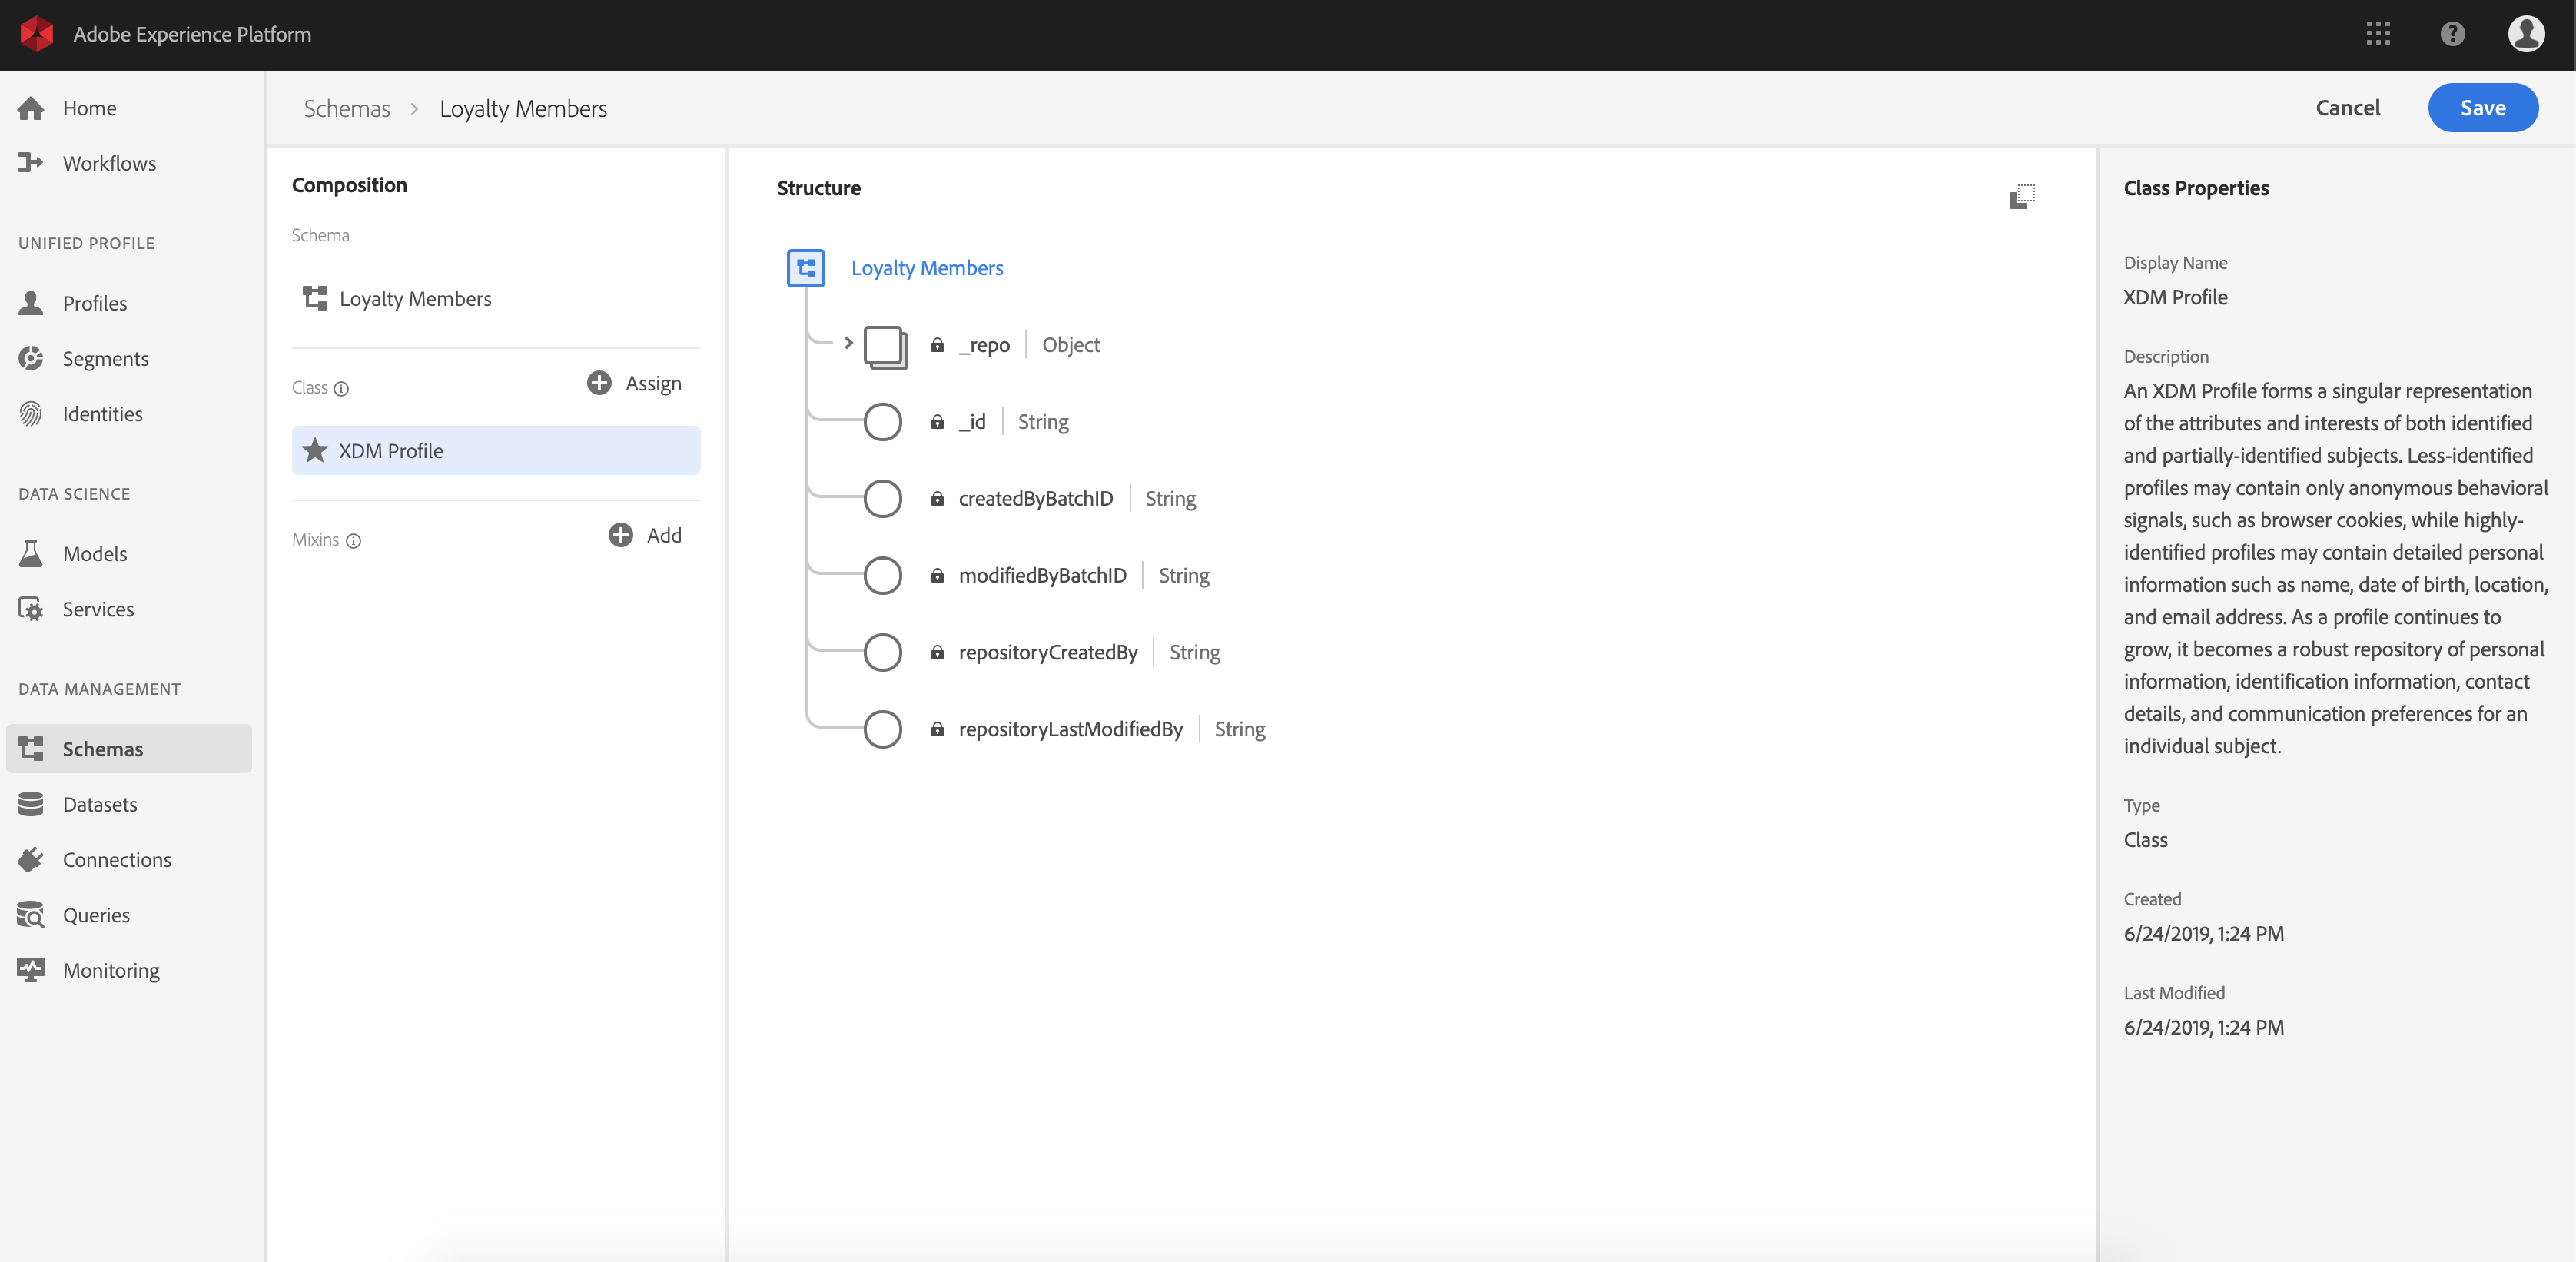 Adobe Experience Platform
Home
Workflows
UNIFIED PROFILE
Profiles
Segments
Identities
DATA SCIENCE
Models
Services
DATA MANAGEMENT
Schemas
Datasets
Connections
Queries
Monitoring
Schemas > Loyalty Members
Cancel
Save
Composition
Schema
Loyalty Members
Class
Assign
XDM Profile
Mixins
Add
Structure
Loyalty Members
_repo | Object
_id | String
createdByBatchID | String
modifiedByBatchID | String
repositoryCreatedBy | String
repositoryLastModifiedBy | String
Class Properties
Display Name
XDM Profile
Description
An XDM Profile forms a singular representation
of the attributes and interests of both identified
and partially-identified subjects. Less-identified
profiles may contain only anonymous behavioral
signals, such as browser cookies, while highly-
identified profiles may contain detailed personal
information such as name, date of birth, location,
and email address. As a profile continues to
grow, it becomes a robust repository of personal
information, identification information, contact
details, and communication preferences for an
individual subject.
Type
Class
Created
6/24/2019, 1:24 PM
Last Modified
6/24/2019, 1:24 PM